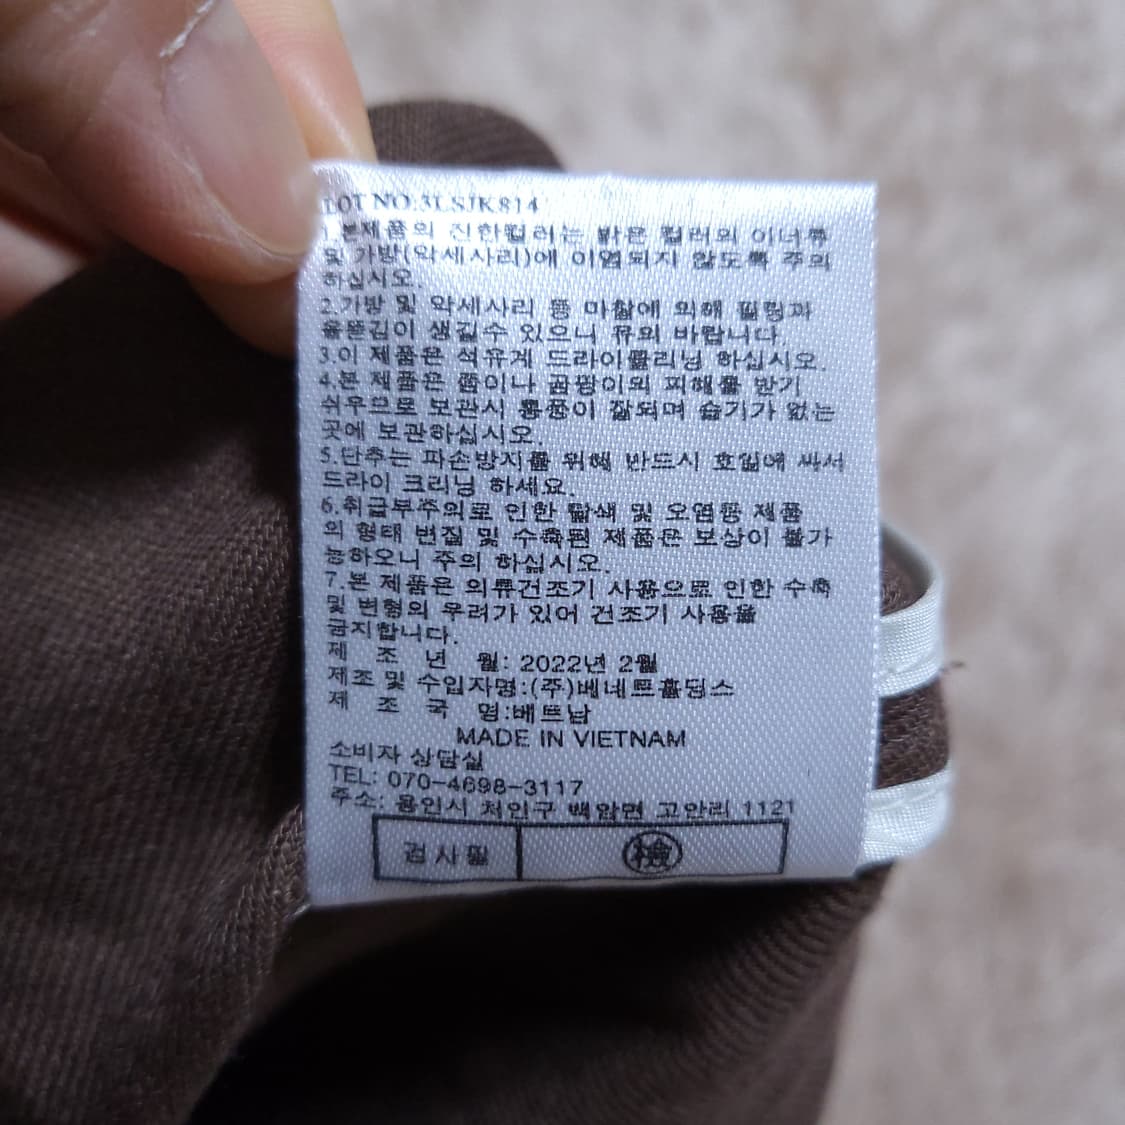 LOT NO:3LSJK814
1.본제품의 진한컬러는 밝은 컬러의 이너류
및 가방(악세사리)에 이염되지 않도록 주의
하십시오.
2.가방 및 악세사리 등 마찰에 의해 필링과
올뜯김이 생길수 있으니 유의 바랍니다.
3.이 제품은 석유계 드라이클리닝 하십시오.
4.본 제품은 좀이나 곰팡이의 피해를 받기
쉬우므로 보관시 통풍이 잘되며 습기가 없는
곳에 보관하십시오.
5.단추는 파손방지를 위해 반드시 호일에 싸서
드라이 크리닝 하세요.
6.취급부주의로 인한 탈색 및 오염등 제품
의 형태 변질 및 수축된 제품은 보상이 불가
능하오니 주의 하십시오.
7.본 제품은 의류건조기 사용으로 인한 수축
및 변형의 우려가 있어 건조기 사용을
금지합니다.
제 조 년 월: 2022년 2월
제조 및 수입자명:(주)베네트홀딩스
제 조 국 명:베트남
MADE IN VIETNAM
소비자 상담실
TEL: 070-4698-3117
주소: 용인시 처인구 백암면 고안리 1121
검사필 檢